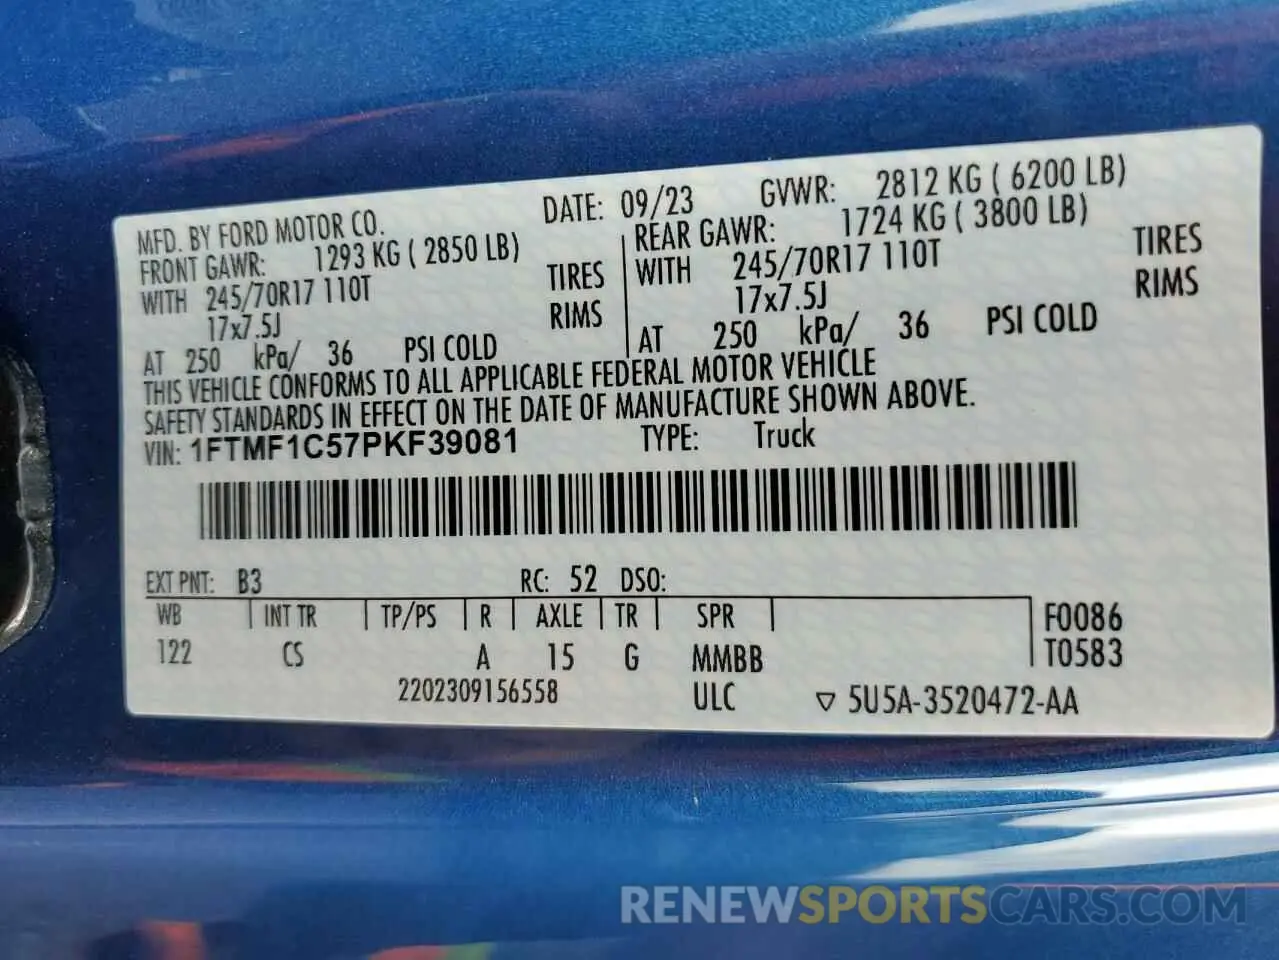 MFD. BY FORD MOTOR CO. DATE: 09/23 GVWR: 2812 KG ( 6200 LB)
FRONT GAWR: 1293 KG ( 2850 LB) REAR GAWR: 1724 KG ( 3800 LB)
WITH 245/70R17 110T TIRES WITH 245/70R17 110T TIRES
17x7.5J RIMS 17x7.5J RIMS
AT 250 kPa/ 36 PSI COLD AT 250 kPa/ 36 PSI COLD
THIS VEHICLE CONFORMS TO ALL APPLICABLE FEDERAL MOTOR VEHICLE
SAFETY STANDARDS IN EFFECT ON THE DATE OF MANUFACTURE SHOWN ABOVE.
VIN: 1FTMF1C57PKF39081 TYPE: Truck
EXT PNT: B3 RC: 52 DSO:
WB INT TR TP/PS R AXLE TR SPR F0086
122 CS A 15 G MMBB T0583
2202309156558 ULC ▽ 5U5A-3520472-AA
RENEWSPORTSCARS.COM